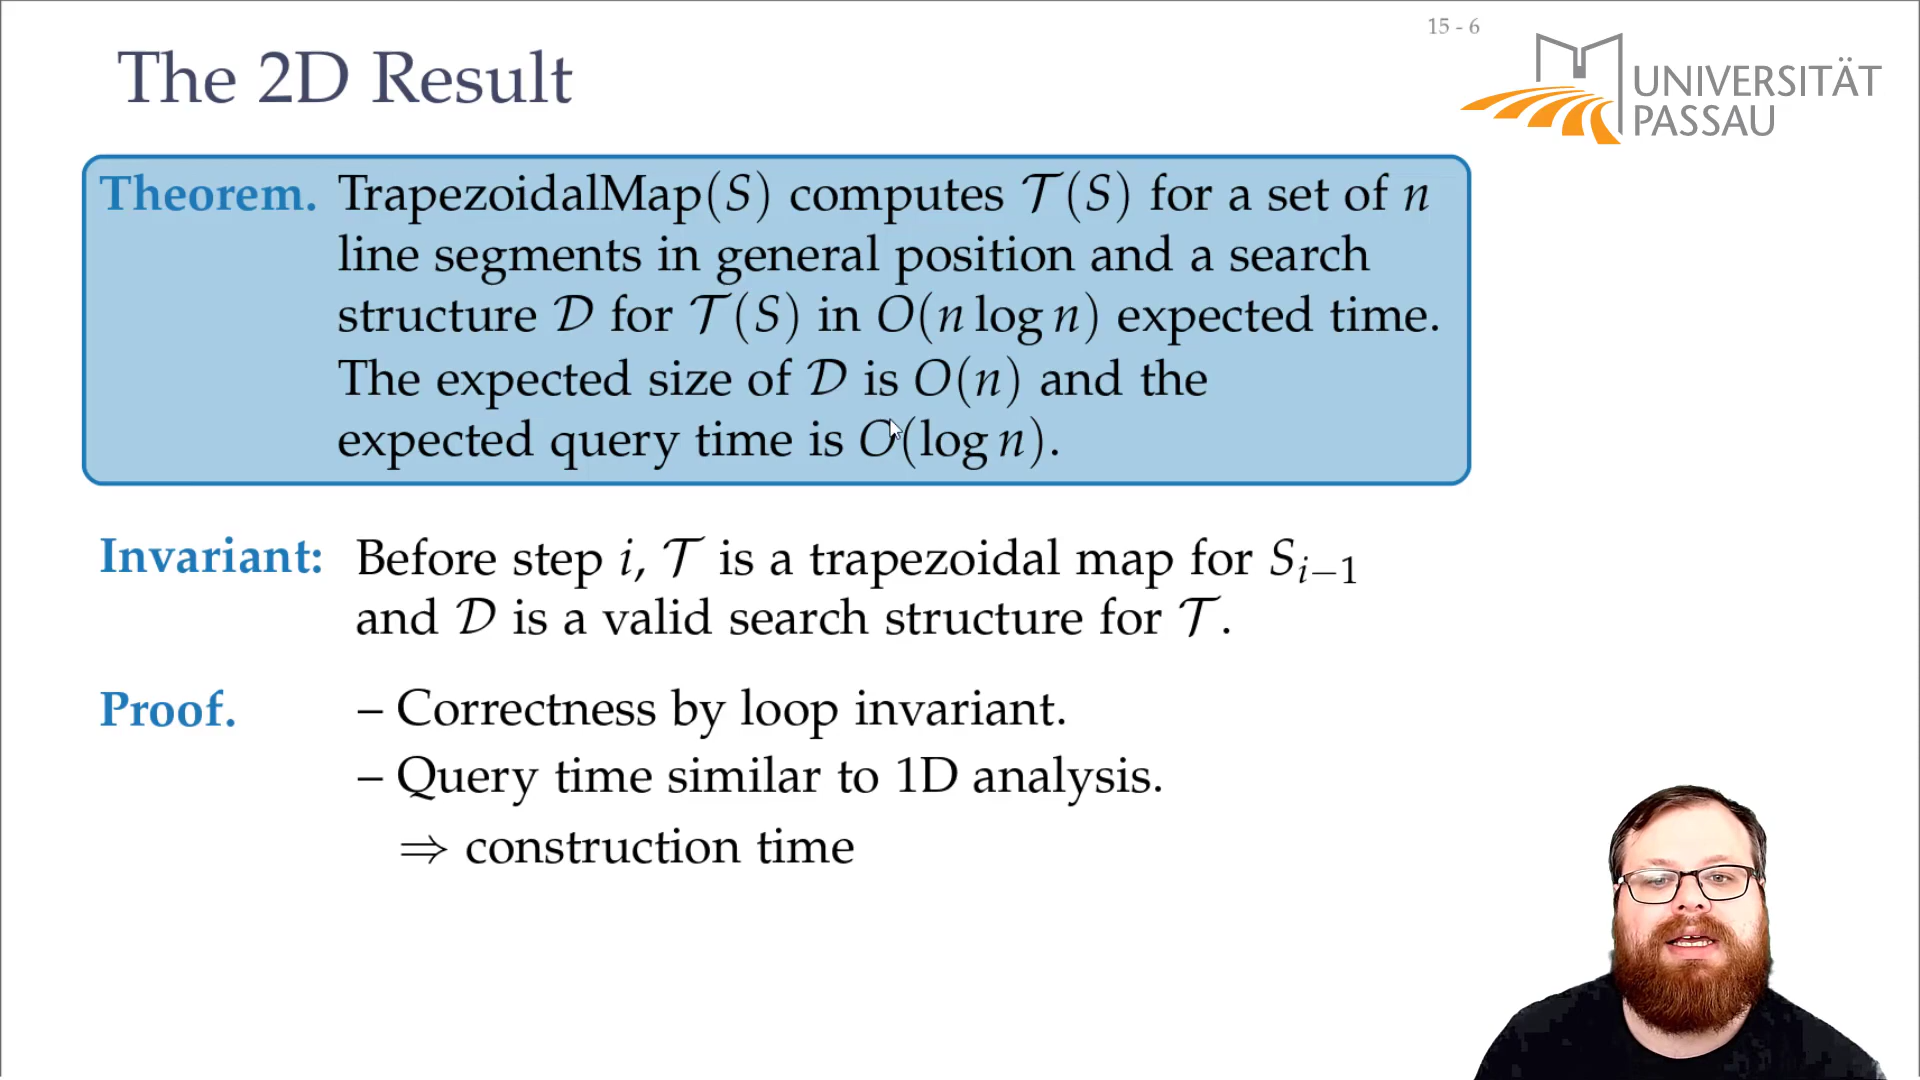 15 - 6
The 2D Result
UNIVERSITÄT
PASSAU
Theorem. TrapezoidalMap(S) computes 𝒯(S) for a set of n
line segments in general position and a search
structure 𝒟 for 𝒯(S) in O(n log n) expected time.
The expected size of 𝒟 is O(n) and the
expected query time is O(log n).
Invariant: Before step i, 𝒯 is a trapezoidal map for S_{i−1}
and 𝒟 is a valid search structure for 𝒯.
Proof. – Correctness by loop invariant.
– Query time similar to 1D analysis.
⇒ construction time